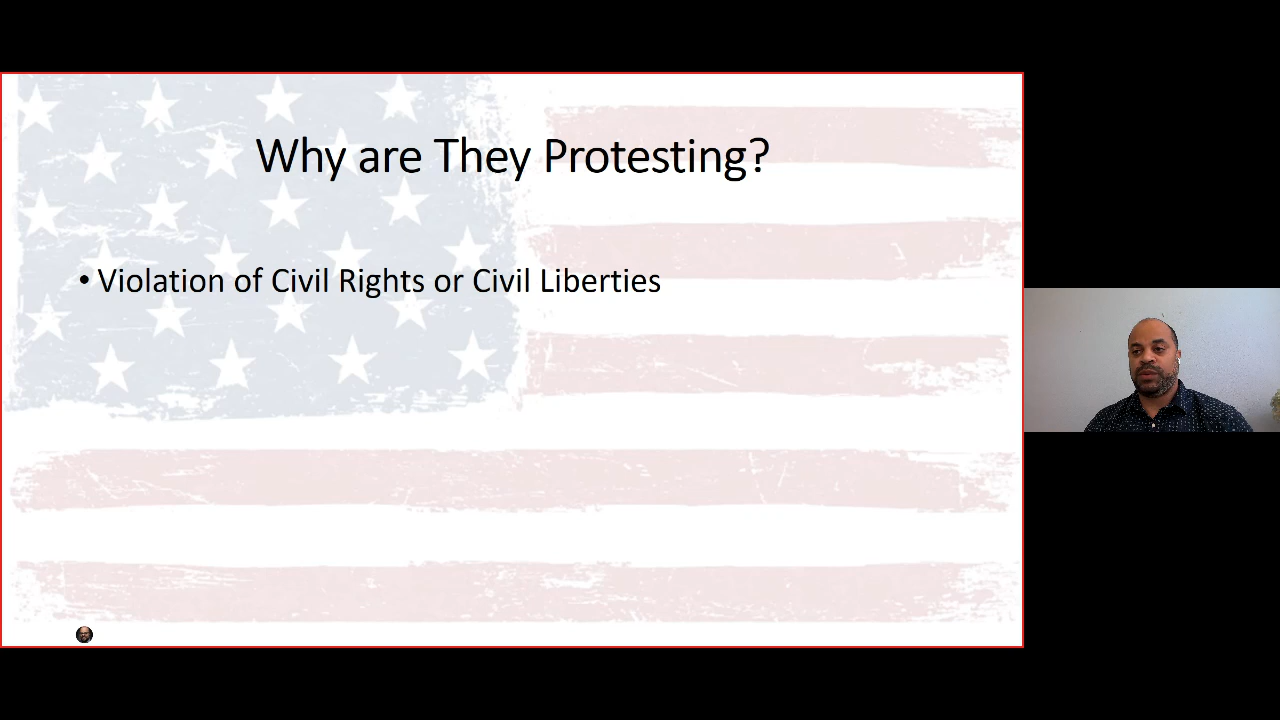 Why are They Protesting?
• Violation of Civil Rights or Civil Liberties